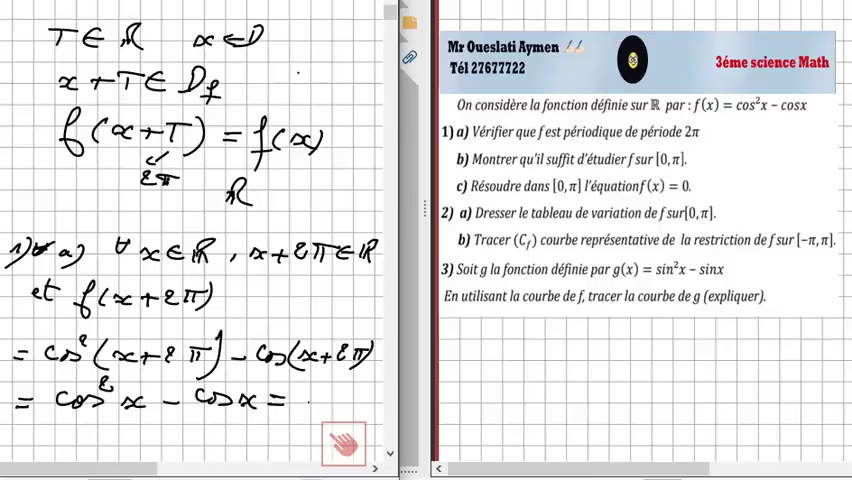 T ∈ ℝ x ∈ D
x + T ∈ Df
f(x+T) = f(x)
2π
ℝ
1) a) ∀ x ∈ ℝ, x+2π ∈ ℝ
et f(x+2π)
= cos²(x+2π) - cos(x+2π)
= cos²x - cos x =
Mr Oueslati Aymen
Tél 27677722
3éme science Math
On considère la fonction définie sur ℝ par : f(x) = cos²x – cosx
1) a) Vérifier que f est périodique de période 2π
b) Montrer qu'il suffit d'étudier f sur [0, π].
c) Résoudre dans [0, π] l'équationf(x) = 0.
2) a) Dresser le tableau de variation de f sur[0, π].
b) Tracer (Cf) courbe représentative de la restriction de f sur [–π, π].
3) Soit g la fonction définie par g(x) = sin²x – sinx
En utilisant la courbe de f, tracer la courbe de g (expliquer).